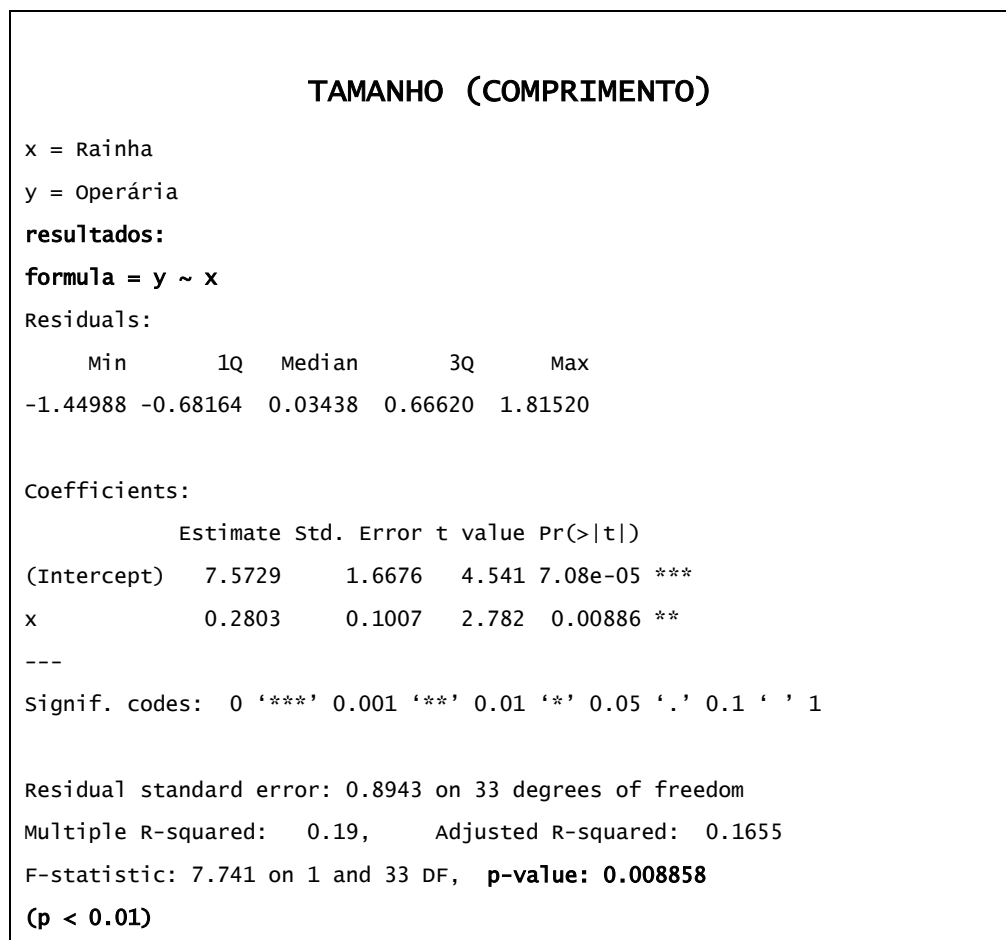 TAMANHO (COMPRIMENTO)
x = Rainha
y = Operária
resultados:
formula = y ~ x
Residuals:
     Min       1Q   Median       3Q      Max
-1.44988 -0.68164  0.03438  0.66620  1.81520
Coefficients:
            Estimate Std. Error t value Pr(>|t|)
(Intercept)   7.5729     1.6676   4.541 7.08e-05 ***
x             0.2803     0.1007   2.782  0.00886 **
---
Signif. codes:  0 ‘***’ 0.001 ‘**’ 0.01 ‘*’ 0.05 ‘.’ 0.1 ‘ ’ 1
Residual standard error: 0.8943 on 33 degrees of freedom
Multiple R-squared:   0.19,     Adjusted R-squared:  0.1655
F-statistic: 7.741 on 1 and 33 DF,  p-value: 0.008858
(p < 0.01)